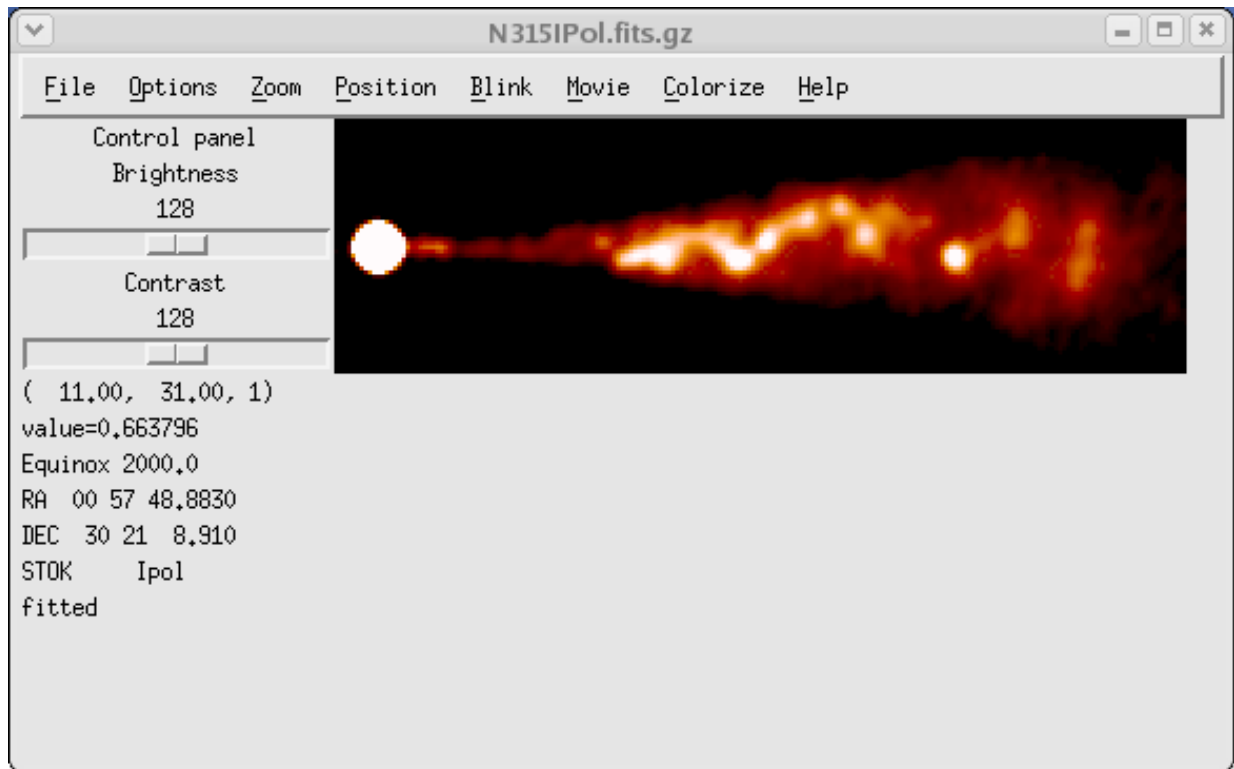 N315IPol.fits.gz
File Options Zoom Position Blink Movie Colorize Help
Control panel
Brightness
128
Contrast
128
( 11.00, 31.00, 1)
value=0.663796
Equinox 2000.0
RA 00 57 48.8830
DEC 30 21 8.910
STOK Ipol
fitted